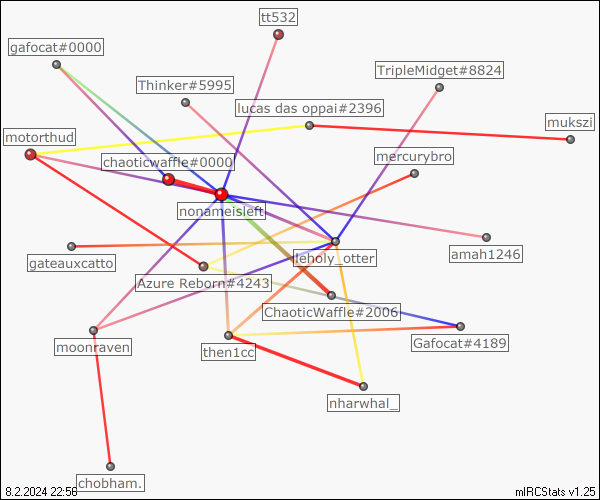 tt532
gafocat#0000
TripleMidget#8824
Thinker#5995
lucas das oppai#2396
mukszi
motorthud
mercurybro
chaoticwaffle#0000
nonameisleft
amah1246
leholy_otter
gateauxcatto
Azure Reborn#4243
ChaoticWaffle#2006
Gafocat#4189
moonraven
then1cc
nharwhal_
chobham.
8.2.2024 22:56
mIRCStats v1.25